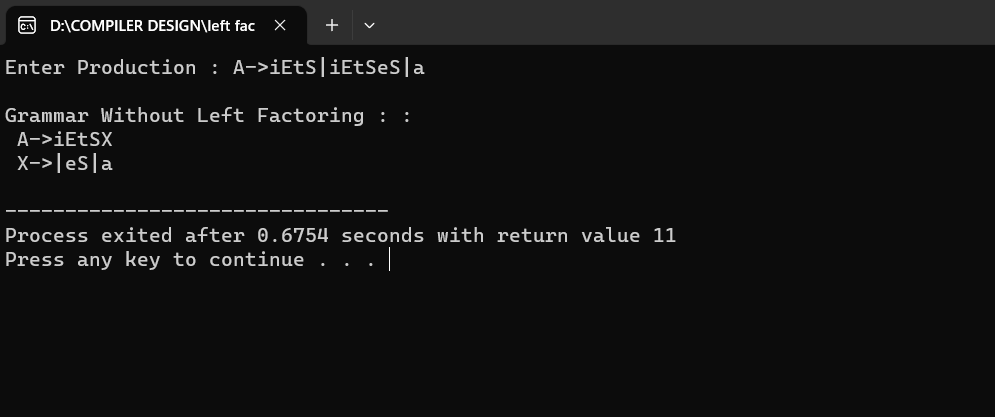 D:\COMPILER DESIGN\left fac
Enter Production : A->iEtS|iEtSeS|a
Grammar Without Left Factoring : :
A->iEtSX
X->|eS|a
--------------------------------
Process exited after 0.6754 seconds with return value 11
Press any key to continue . . .